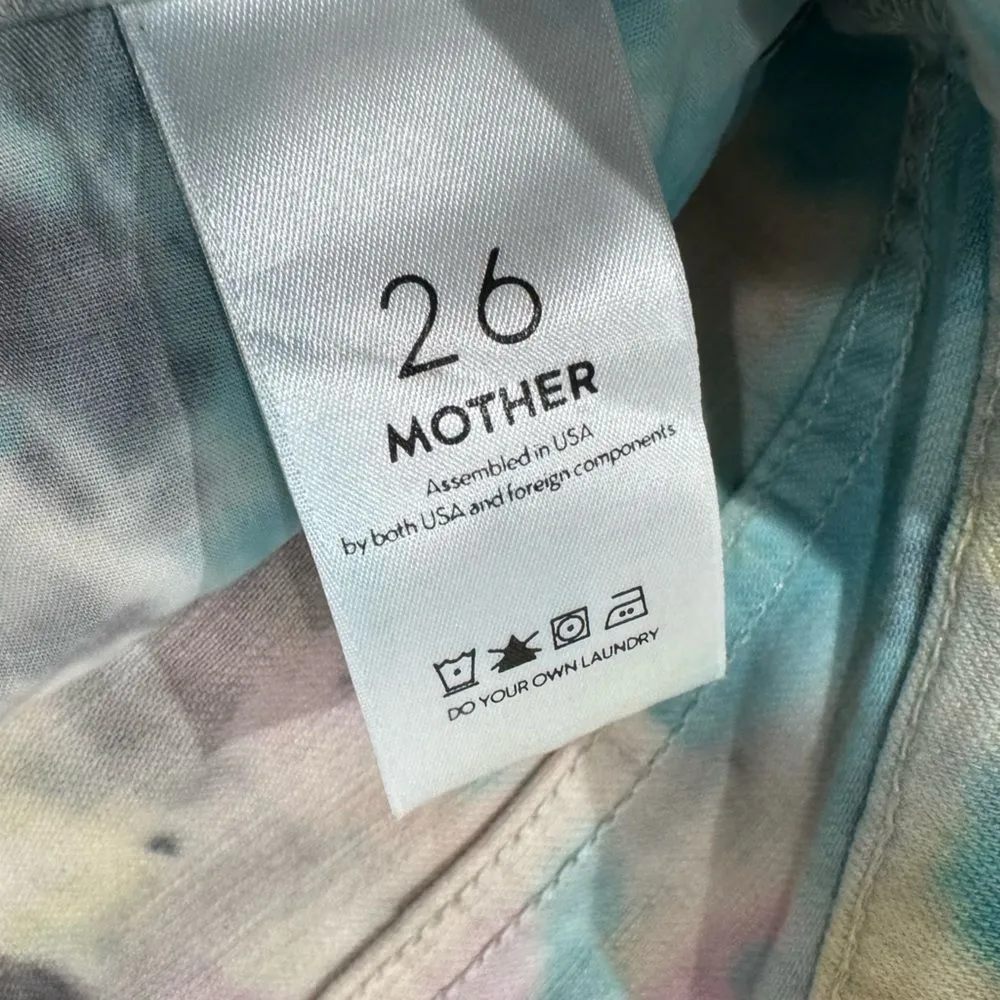 26
MOTHER
Assembled in USA
by both USA and foreign components
DO YOUR OWN LAUNDRY